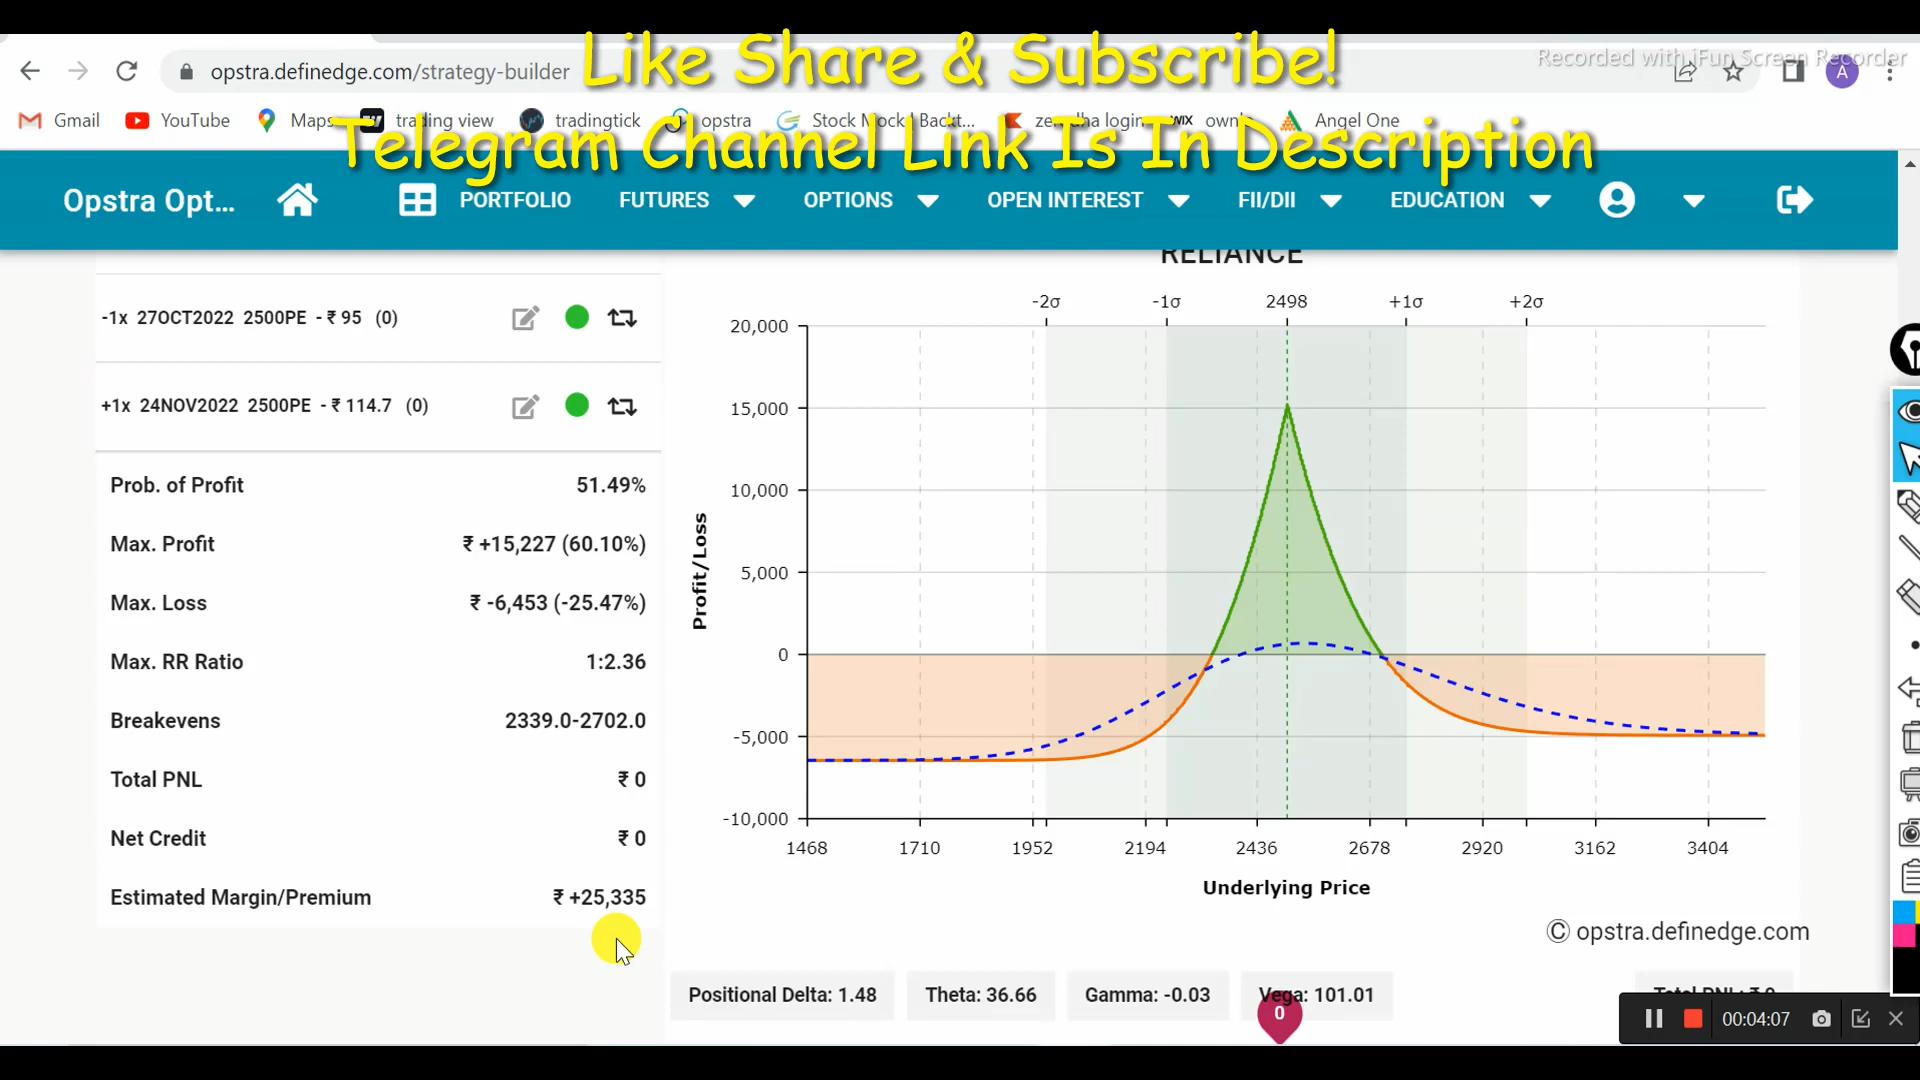 Like Share & Subscribe!
Recorded with iFun Screen Recorder
opstra.definedge.com/strategy-builder
A
Telegram Channel Link Is In Description
Gmail
YouTube
Maps
trading view
tradingtick
opstra
Stock Mock | Backt...
zerodha login
WIX
Angel One
Opstra Opt...
PORTFOLIO
FUTURES
OPTIONS
OPEN INTEREST
FII/DII
EDUCATION
RELIANCE
-1x 27OCT2022 2500PE - ₹ 95 (0)
+1x 24NOV2022 2500PE - ₹ 114.7 (0)
Prob. of Profit 51.49%
Max. Profit ₹ +15,227 (60.10%)
Max. Loss ₹ -6,453 (-25.47%)
Max. RR Ratio 1:2.36
Breakevens 2339.0-2702.0
Total PNL ₹ 0
Net Credit ₹ 0
Estimated Margin/Premium ₹ +25,335
-2σ -1σ 2498 +1σ +2σ
20,000
15,000
10,000
5,000
0
-5,000
-10,000
Profit/Loss
1468 1710 1952 2194 2436 2678 2920 3162 3404
Underlying Price
© opstra.definedge.com
Positional Delta: 1.48
Theta: 36.66
Gamma: -0.03
Vega: 101.01
Total PNL: ₹ 0
0
00:04:07